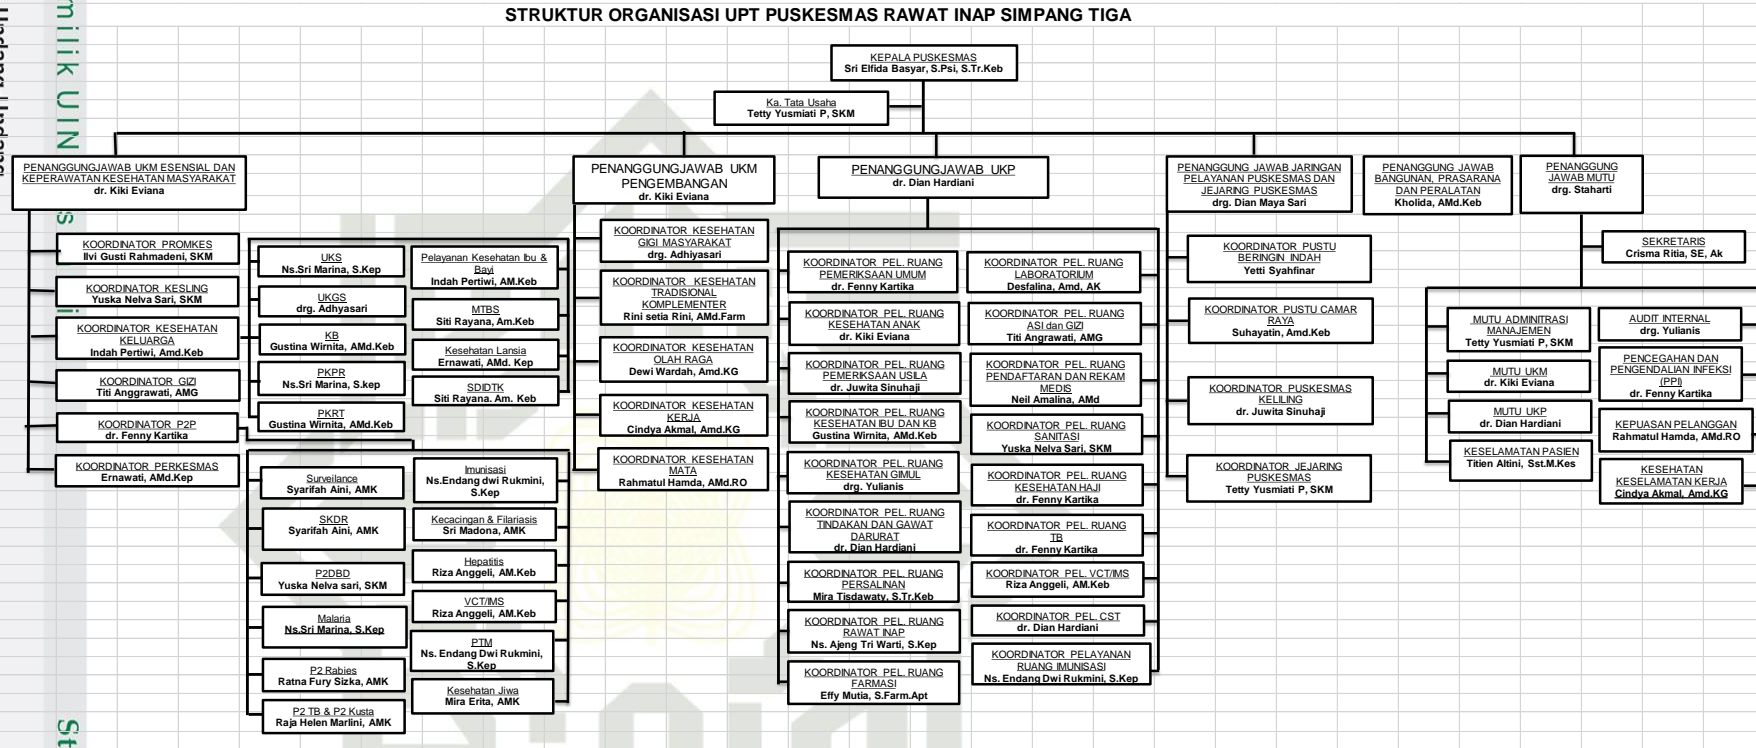 STRUKTUR ORGANISASI UPT PUSKESMAS RAWAT INAP SIMPANG TIGA
milik UIN
KEPALA PUSKESMAS
Sri Elfida Basyar, S.Psi, S.Tr.Keb
Ka. Tata Usaha
Tetty Yusmiati P, SKM
PENANGGUNGJAWAB UKM ESENSIAL DAN
KEPERAWATAN KESEHATAN MASYARAKAT
dr. Kiki Eviana
PENANGGUNGJAWAB UKM
PENGEMBANGAN
dr. Kiki Eviana
PENANGGUNGJAWAB UKP
dr. Dian Hardiani
PENANGGUNG JAWAB JARINGAN
PELAYANAN PUSKESMAS DAN
JEJARING PUSKESMAS
drg. Dian Maya Sari
PENANGGUNG JAWAB
BANGUNAN, PRASARANA
DAN PERALATAN
Kholida, AMd.Keb
PENANGGUNG
JAWAB MUTU
drg. Staharti
KOORDINATOR PROMKES
Ilvi Gusti Rahmadeni, SKM
KOORDINATOR KESLING
Yuska Nelva Sari, SKM
KOORDINATOR KESEHATAN
KELUARGA
Indah Pertiwi, Amd.Keb
KOORDINATOR GIZI
Titi Anggrawati, AMG
KOORDINATOR P2P
dr. Fenny Kartika
KOORDINATOR PERKESMAS
Ernawati, AMd.Kep
UKS
Ns.Sri Marina, S.Kep
UKGS
drg. Adhyasari
KB
Gustina Wirnita, AMd.Keb
PKPR
Ns.Sri Marina, S.kep
PKRT
Gustina Wirnita, AMd.Keb
Pelayanan Kesehatan Ibu &
Bayi
Indah Pertiwi, AM.Keb
MTBS
Siti Rayana, Am.Keb
Kesehatan Lansia
Ernawati, AMd. Kep
SDIDTK
Siti Rayana. Am. Keb
Surveilance
Syarifah Aini, AMK
SKDR
Syarifah Aini, AMK
P2DBD
Yuska Nelva sari, SKM
Malaria
Ns.Sri Marina, S.Kep
P2 Rabies
Ratna Fury Sizka, AMK
P2 TB & P2 Kusta
Raja Helen Marlini, AMK
Imunisasi
Ns.Endang dwi Rukmini,
S.Kep
Kecacingan & Filariasis
Sri Madona, AMK
Hepatitis
Riza Anggeli, AM.Keb
VCT/IMS
Riza Anggeli, AM.Keb
PTM
Ns. Endang Dwi Rukmini,
S.Kep
Kesehatan Jiwa
Mira Erita, AMK
KOORDINATOR KESEHATAN
GIGI MASYARAKAT
drg. Adhiyasari
KOORDINATOR KESEHATAN
TRADISIONAL
KOMPLEMENTER
Rini setia Rini, AMd.Farm
KOORDINATOR KESEHATAN
OLAH RAGA
Dewi Wardah, Amd.KG
KOORDINATOR KESEHATAN
KERJA
Cindya Akmal, Amd.KG
KOORDINATOR KESEHATAN
MATA
Rahmatul Hamda, AMd.RO
KOORDINATOR PEL. RUANG
PEMERIKSAAN UMUM
dr. Fenny Kartika
KOORDINATOR PEL. RUANG
KESEHATAN ANAK
dr. Kiki Eviana
KOORDINATOR PEL. RUANG
PEMERIKSAAN USILA
dr. Juwita Sinuhaji
KOORDINATOR PEL. RUANG
KESEHATAN IBU DAN KB
Gustina Wirnita, AMd.Keb
KOORDINATOR PEL. RUANG
KESEHATAN GIMUL
drg. Yulianis
KOORDINATOR PEL. RUANG
TINDAKAN DAN GAWAT
DARURAT
dr. Dian Hardiani
KOORDINATOR PEL. RUANG
PERSALINAN
Mira Tisdawaty, S.Tr.Keb
KOORDINATOR PEL. RUANG
RAWAT INAP
Ns. Ajeng Tri Warti, S.Kep
KOORDINATOR PEL. RUANG
FARMASI
Effy Mutia, S.Farm.Apt
KOORDINATOR PEL. RUANG
LABORATORIUM
Desfalina, Amd, AK
KOORDINATOR PEL. RUANG
ASI dan GIZI
Titi Angrawati, AMG
KOORDINATOR PEL. RUANG
PENDAFTARAN DAN REKAM
MEDIS
Neil Amalina, AMd
KOORDINATOR PEL. RUANG
SANITASI
Yuska Nelva Sari, SKM
KOORDINATOR PEL. RUANG
KESEHATAN HAJI
dr. Fenny Kartika
KOORDINATOR PEL. RUANG
TB
dr. Fenny Kartika
KOORDINATOR PEL. VCT/IMS
Riza Anggeli, AM.Keb
KOORDINATOR PEL. CST
dr. Dian Hardiani
KOORDINATOR PELAYANAN
RUANG IMUNISASI
Ns. Endang Dwi Rukmini, S.Kep
KOORDINATOR PUSTU
BERINGIN INDAH
Yetti Syahfinar
KOORDINATOR PUSTU CAMAR
RAYA
Suhayatin, Amd.Keb
KOORDINATOR PUSKESMAS
KELILING
dr. Juwita Sinuhaji
KOORDINATOR JEJARING
PUSKESMAS
Tetty Yusmiati P, SKM
SEKRETARIS
Crisma Ritia, SE, Ak
MUTU ADMINITRASI
MANAJEMEN
Tetty Yusmiati P, SKM
MUTU UKM
dr. Kiki Eviana
MUTU UKP
dr. Dian Hardiani
KESELAMATAN PASIEN
Titien Altini, Sst.M.Kes
AUDIT INTERNAL
drg. Yulianis
PENCEGAHAN DAN
PENGENDALIAN INFEKSI
(PPI)
dr. Fenny Kartika
KEPUASAN PELANGGAN
Rahmatul Hamda, AMd.RO
KESEHATAN
KESELAMATAN KERJA
Cindya Akmal, Amd.KG